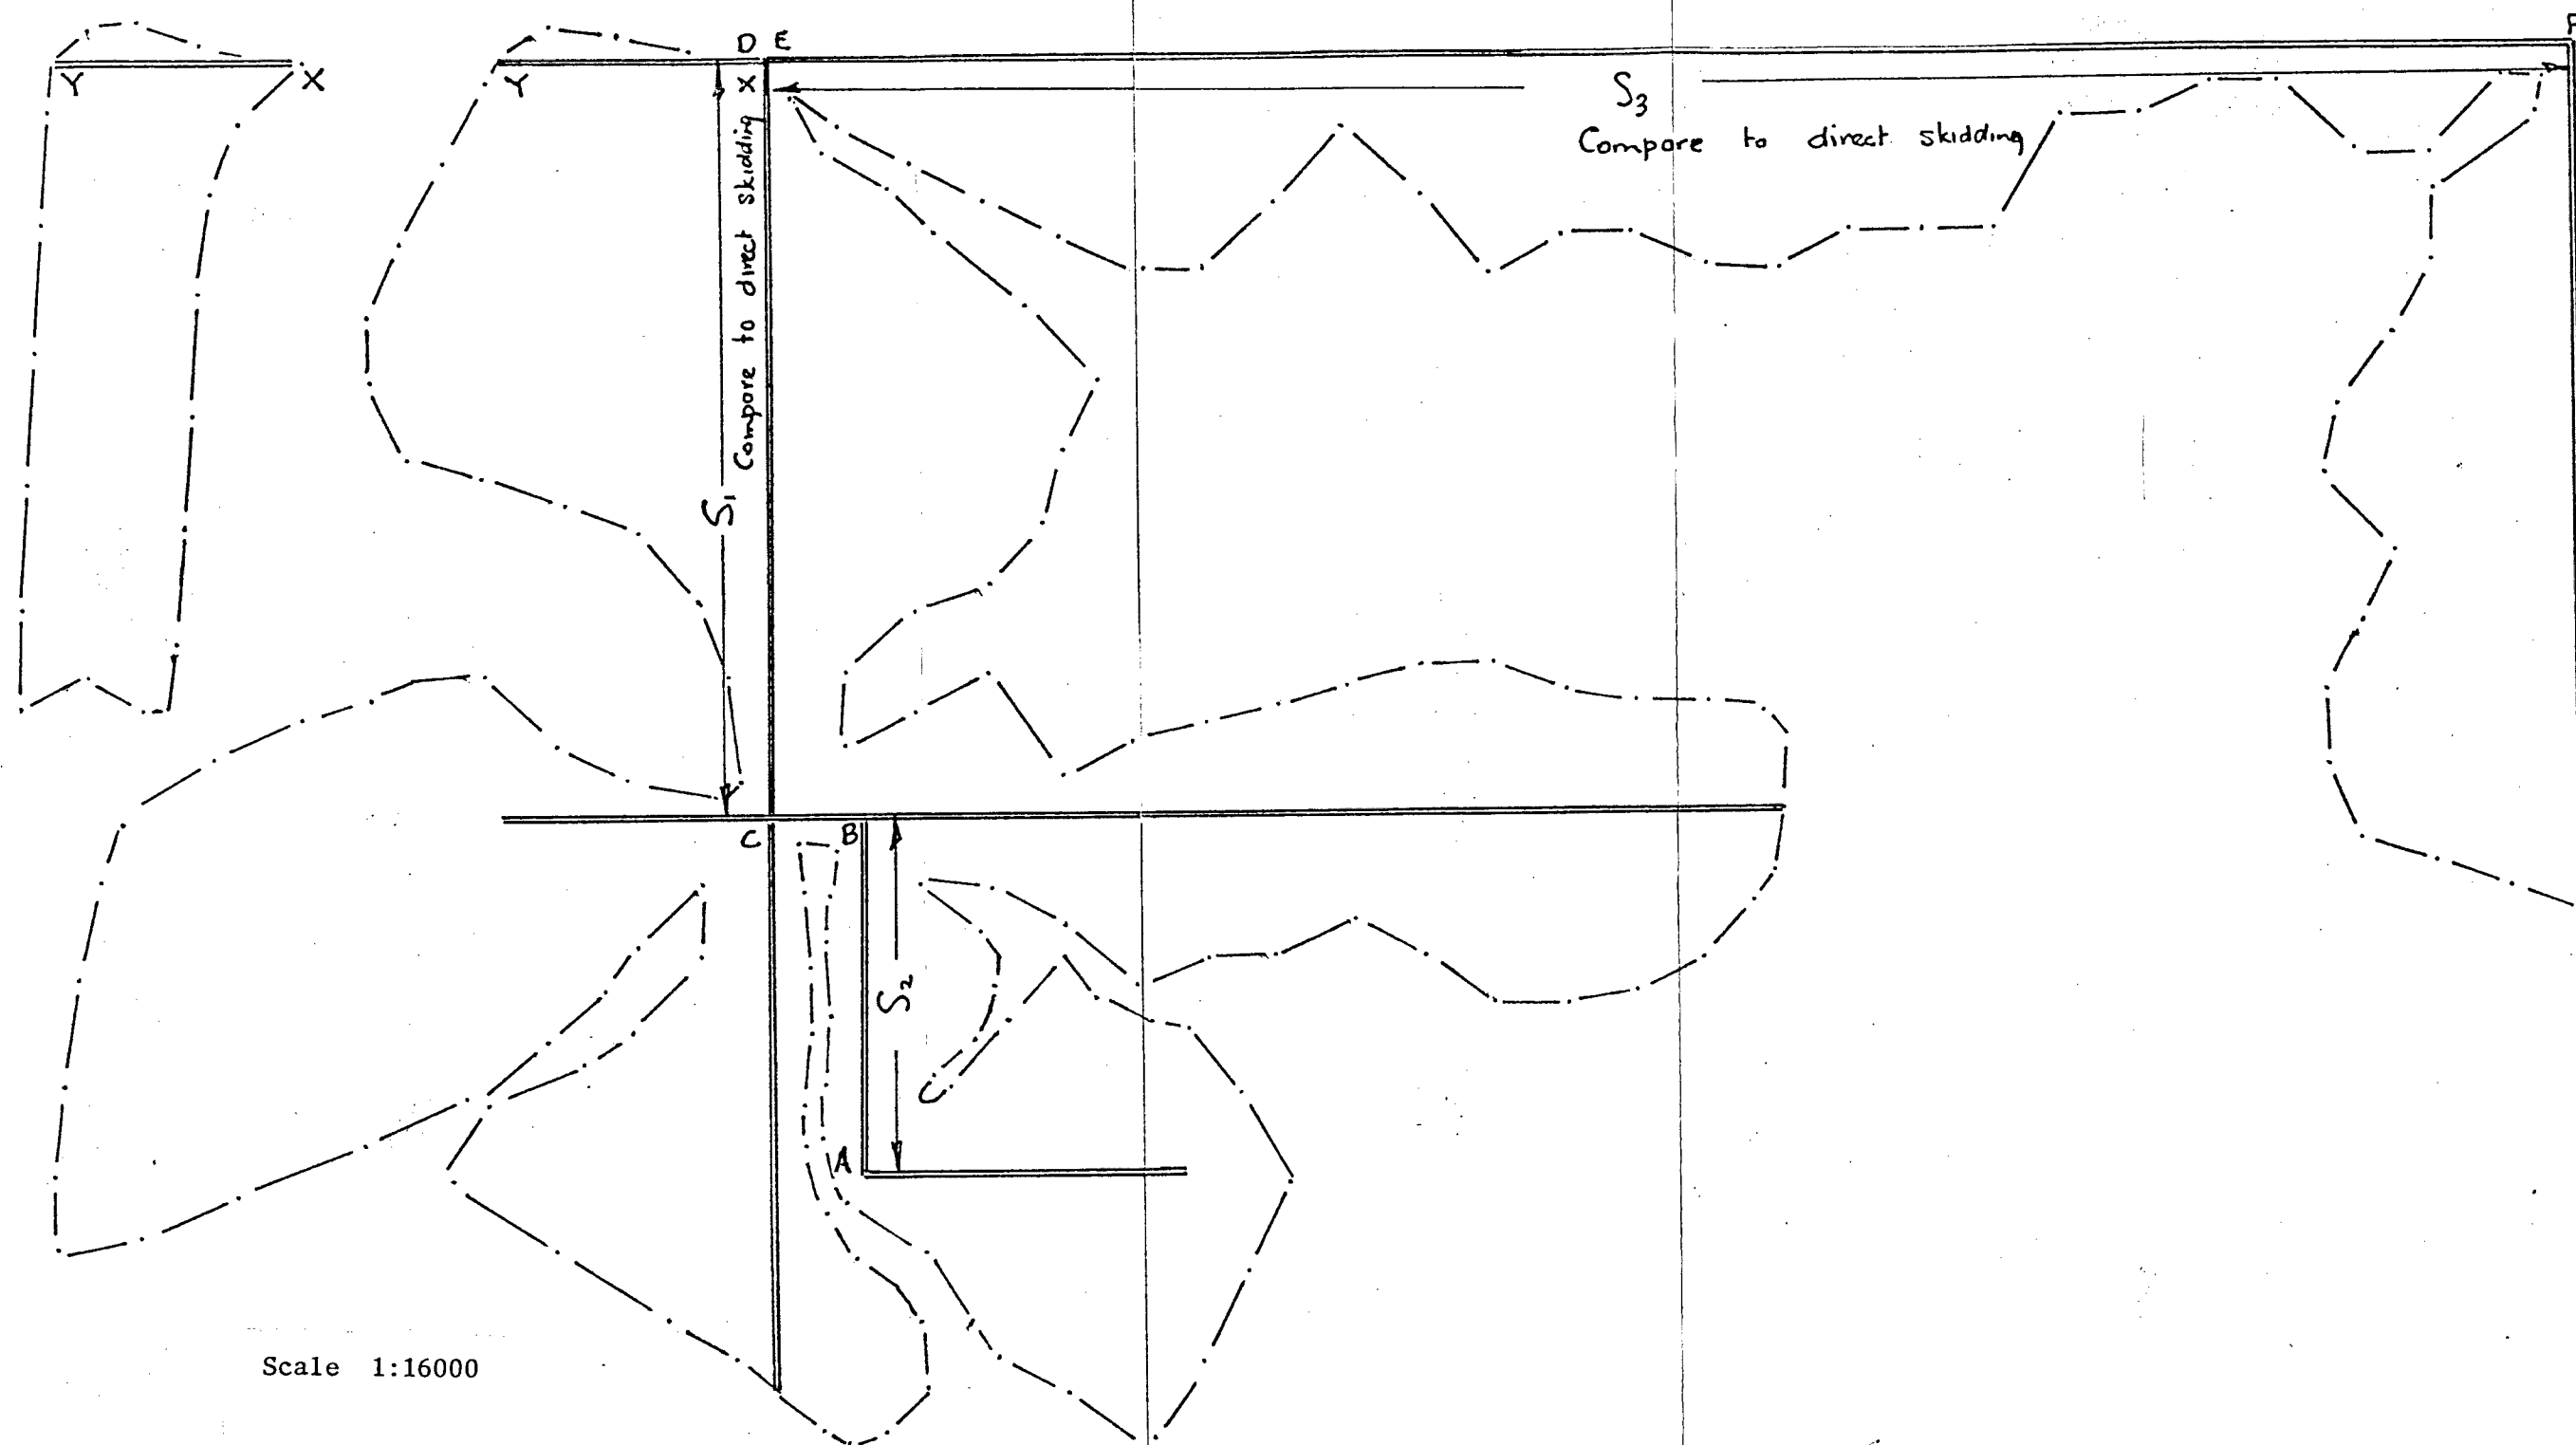 D E
F
Y X
Y X
S₃
Compare to direct skidding
Compare to direct skidding
S₁
C B
S₂
A
Scale 1:16000